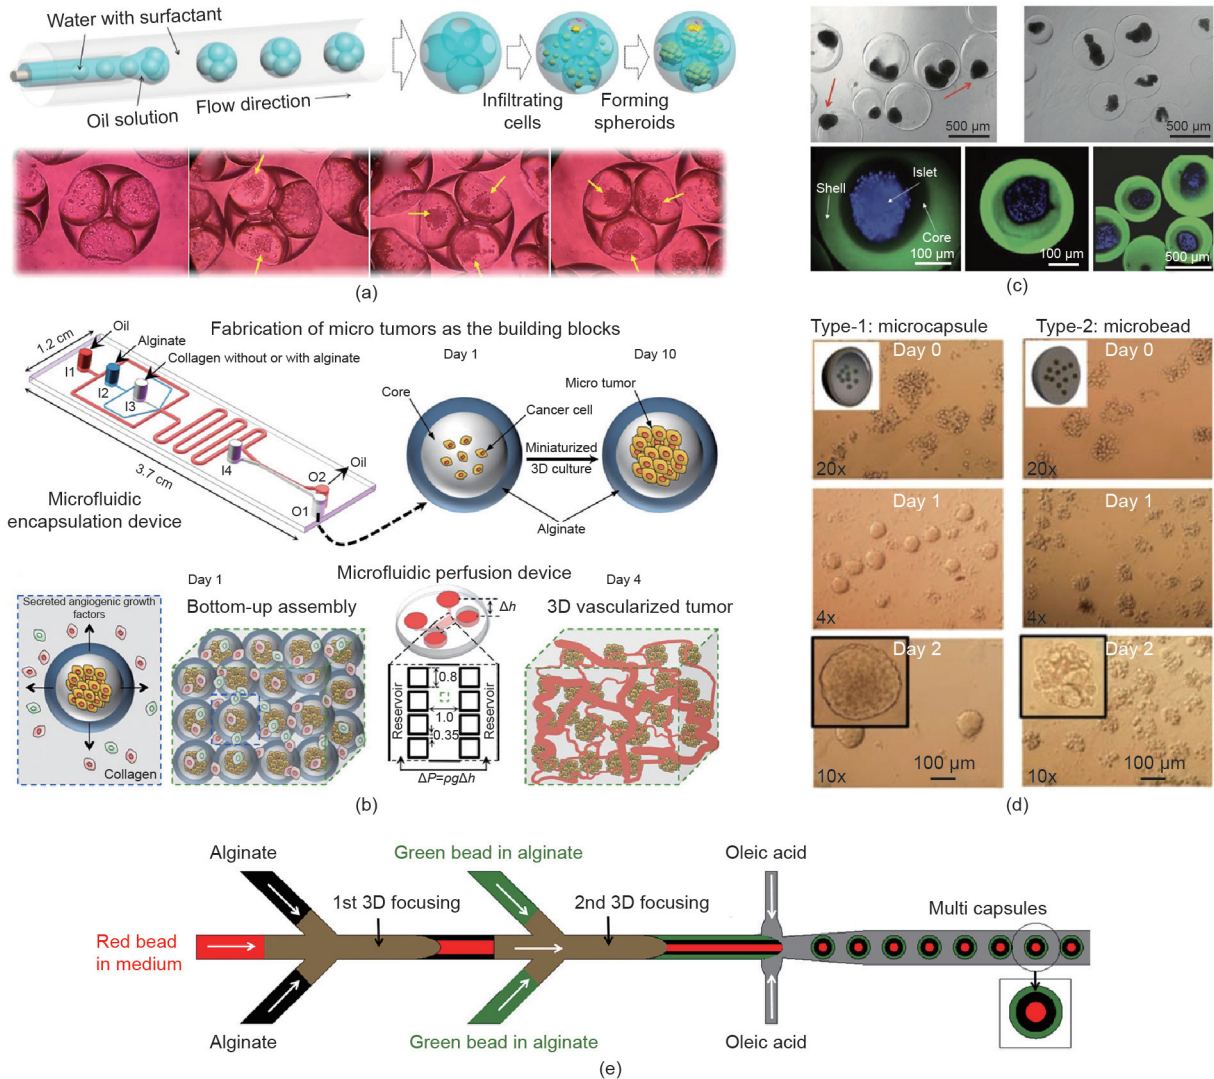 Water with surfactant
Oil solution
Flow direction
Infiltrating
cells
Forming
spheroids
(a)
500 µm
500 µm
Shell
Islet
Core
100 µm
100 µm
500 µm
(c)
Fabrication of micro tumors as the building blocks
1.2 cm
Oil
Alginate
Collagen without or with alginate
I1
I2
I3
I4
O2
Oil
O1
3.7 cm
Microfluidic
encapsulation device
Day 1
Day 10
Core
Cancer cell
Micro tumor
Miniaturized
3D culture
Alginate
Secreted angiogenic growth
factors
Collagen
Day 1
Bottom-up assembly
Microfluidic perfusion device
Δh
Reservoir
0.8
1.0
0.35
Reservoir
ΔP=ρgΔh
Day 4
3D vascularized tumor
(b)
Type-1: microcapsule
Type-2: microbead
Day 0
20x
Day 0
20x
Day 1
4x
Day 1
4x
Day 2
10x
100 µm
Day 2
10x
100 µm
(d)
Alginate
Green bead in alginate
Oleic acid
1st 3D focusing
2nd 3D focusing
Multi capsules
Red bead
in medium
Alginate
Green bead in alginate
Oleic acid
(e)